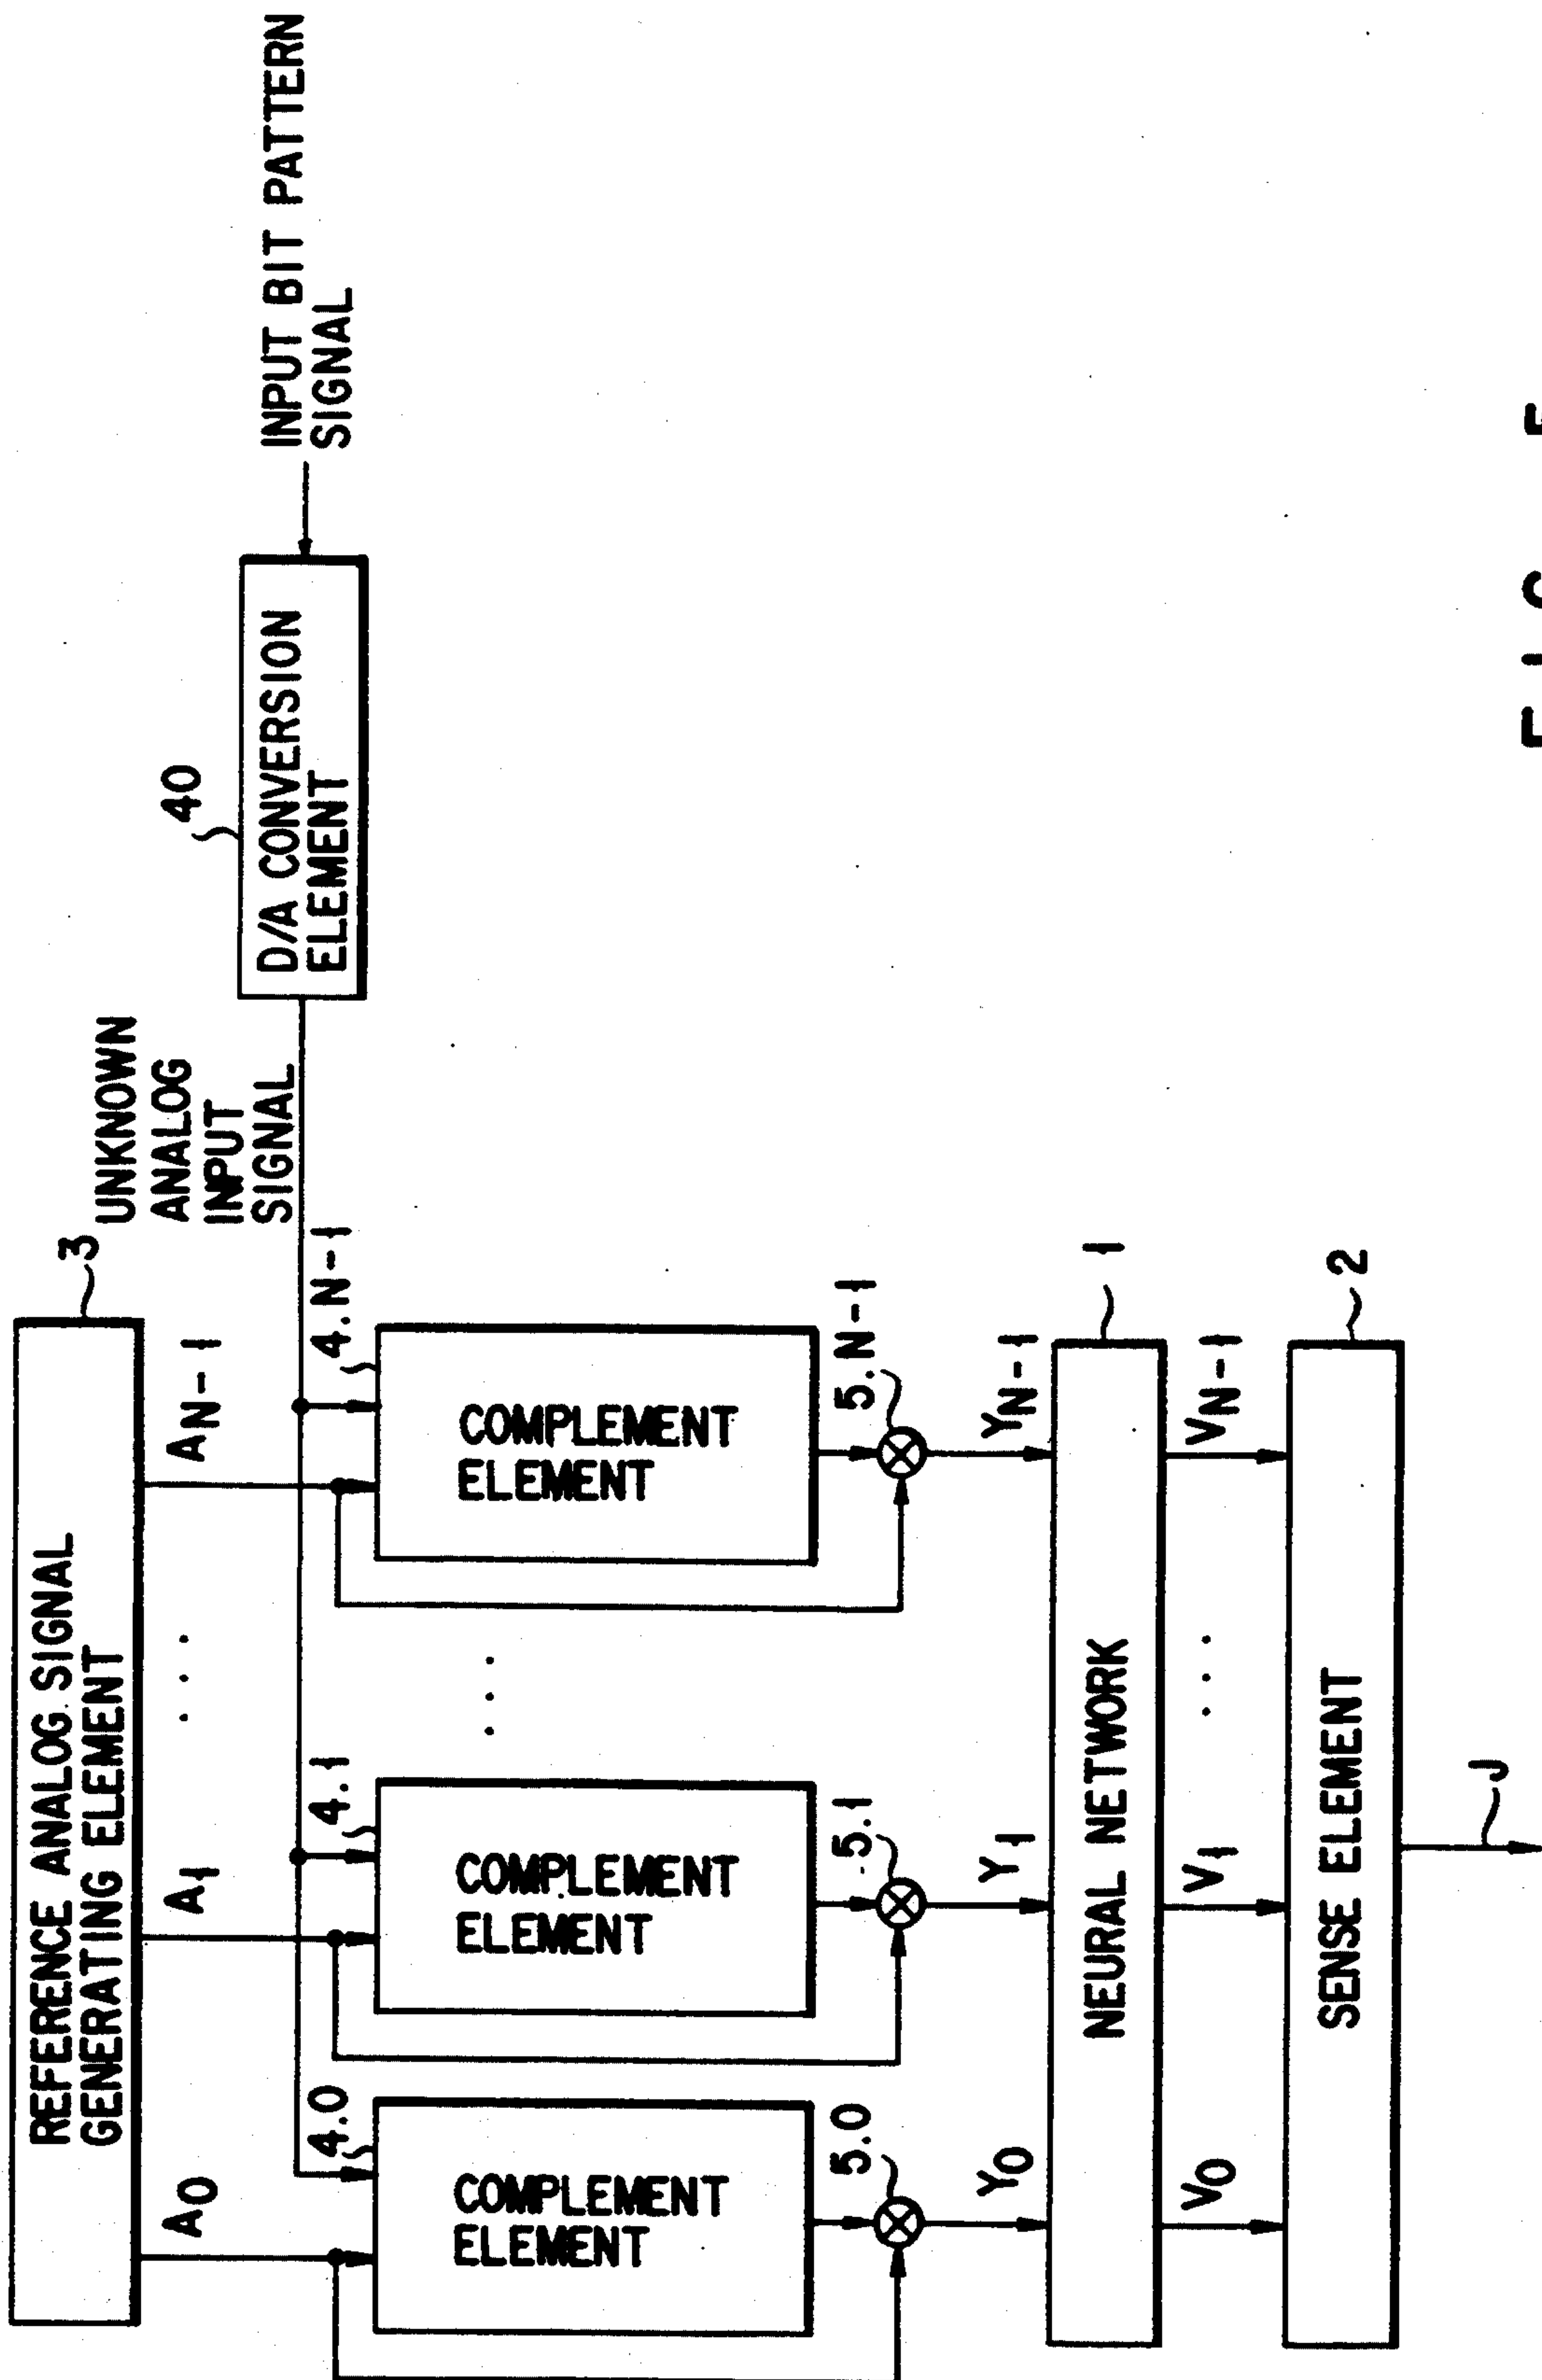 REFERENCE ANALOG SIGNAL
GENERATING ELEMENT
3
A0
A1
. . .
AN-1
UNKNOWN
ANALOG
INPUT
SIGNAL
40
D/A CONVERSION
ELEMENT
INPUT BIT PATTERN
SIGNAL
4.0
4.1
4.N-1
COMPLEMENT
ELEMENT
COMPLEMENT
ELEMENT
. . .
COMPLEMENT
ELEMENT
5.0
5.1
5.N-1
Y0
Y1
YN-1
NEURAL NETWORK
1
V0
V1
. . .
VN-1
SENSE ELEMENT
2
J